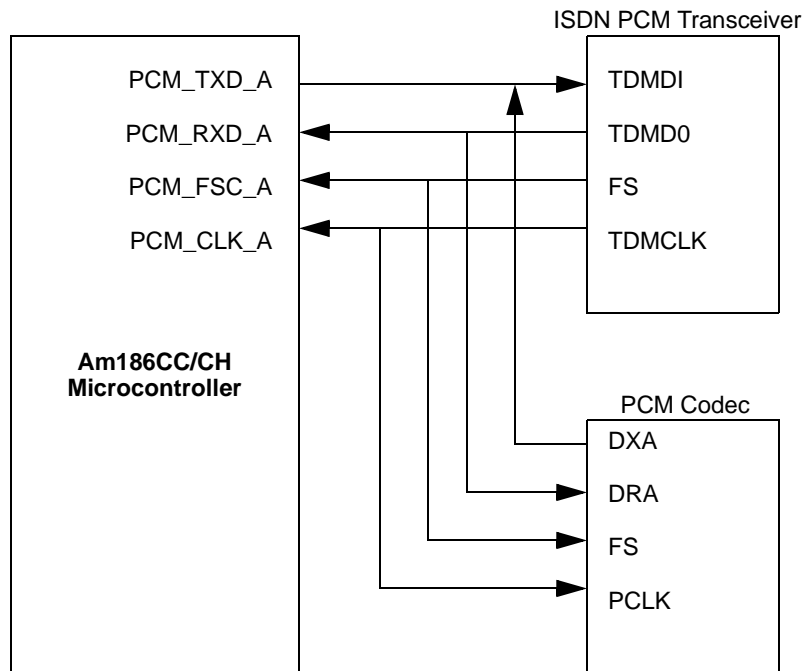 ISDN PCM Transceiver
PCM_TXD_A
PCM_RXD_A
PCM_FSC_A
PCM_CLK_A
Am186CC/CH
Microcontroller
TDMDI
TDMD0
FS
TDMCLK
PCM Codec
DXA
DRA
FS
PCLK